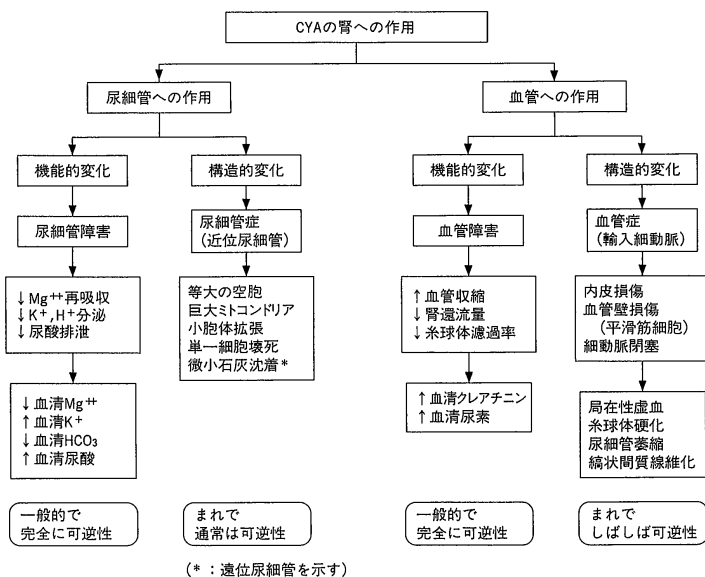 CYAの腎への作用
尿細管への作用
血管への作用
機能的変化
構造的変化
機能的変化
構造的変化
尿細管障害
尿細管症
(近位尿細管)
血管障害
血管症
(輸入細動脈)
↓Mg⁺⁺再吸収
↓K⁺,H⁺分泌
↓尿酸排泄
等大の空胞
巨大ミトコンドリア
小胞体拡張
単一細胞壊死
微小石灰沈着*
↑血管収縮
↓腎還流量
↓糸球体濾過率
内皮損傷
血管壁損傷
(平滑筋細胞)
細動脈閉塞
↓血清Mg⁺⁺
↑血清K⁺
↓血清HCO₃
↑血清尿酸
↑血清クレアチニン
↑血清尿素
局在性虚血
糸球体硬化
尿細管萎縮
縞状間質線維化
一般的で
完全に可逆性
まれで
通常は可逆性
一般的で
完全に可逆性
まれで
しばしば可逆性
(*:遠位尿細管を示す)